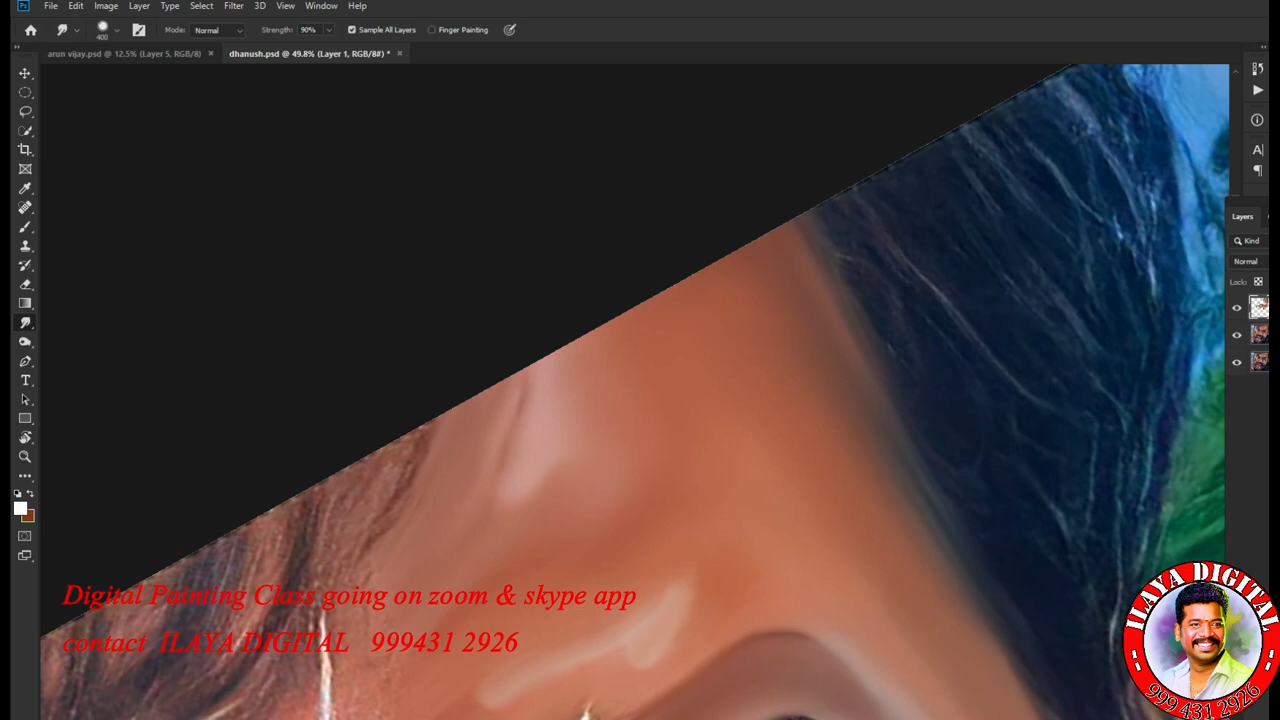 File Edit Image Layer Type Select Filter 3D View Window Help
400 Mode: Normal Strength: 90% Sample All Layers Finger Painting
arun vijay.psd @ 12.5% (Layer 5, RGB/8) × dhanush.psd @ 49.8% (Layer 1, RGB/8#) * ×
Layers
Kind
Normal
Lock:
Digital Painting Class going on zoom & skype app
contact ILAYA DIGITAL 999431 2926
ILAYA DIGITAL
999 431 2926